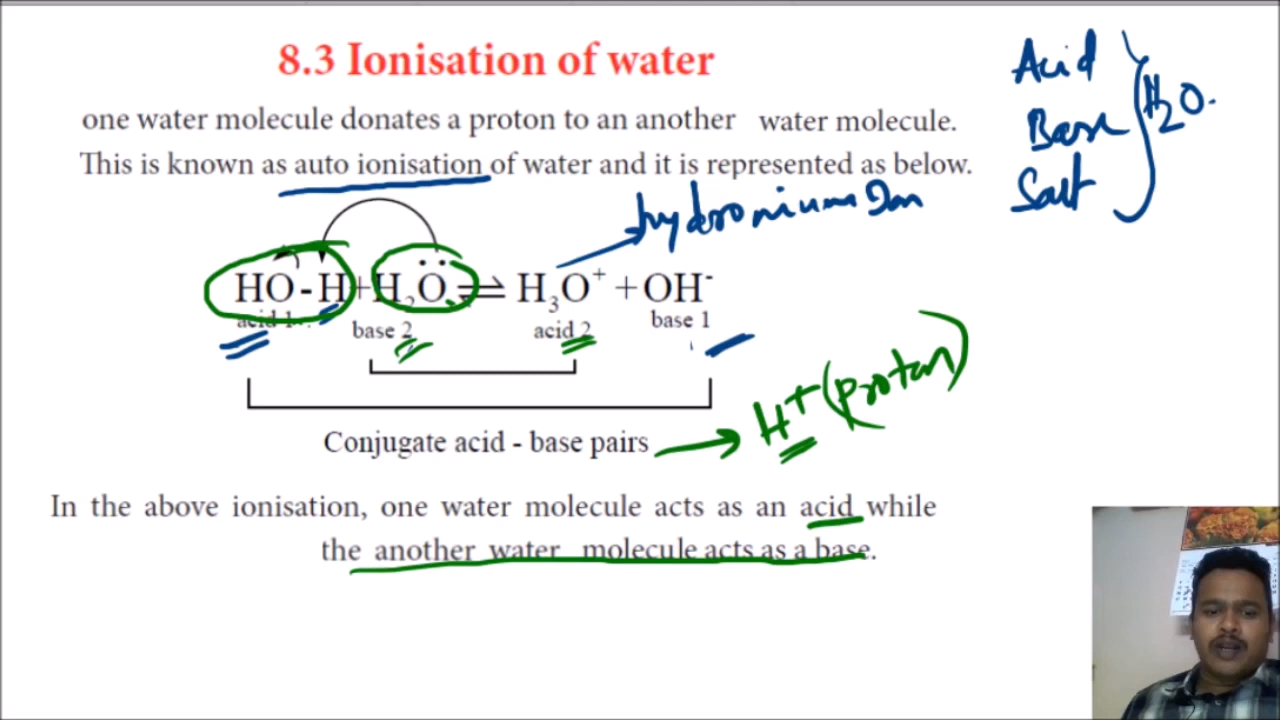 8.3 Ionisation of water
one water molecule donates a proton to an another water molecule.
This is known as auto ionisation of water and it is represented as below.
Acid
Base
Salt
H2O.
hydronium Ion
HO - H + H₂O ⇌ H₃O⁺ + OH⁻
acid 1 base 2 acid 2 base 1
Conjugate acid - base pairs → H+ (proton)
In the above ionisation, one water molecule acts as an acid while
the another water molecule acts as a base.